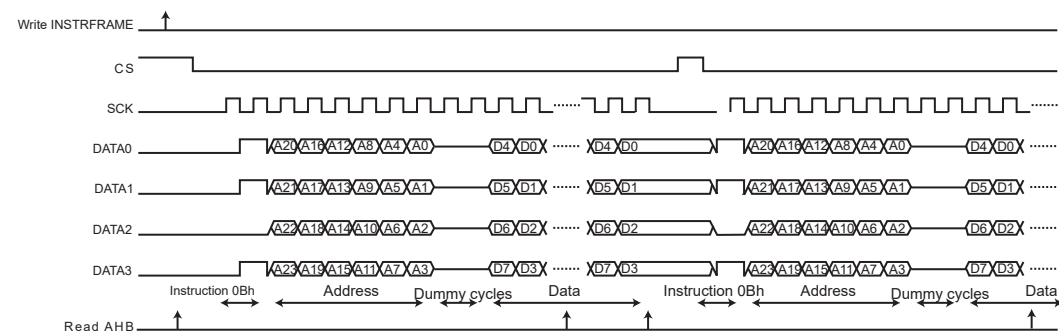 Write INSTRFRAME
CS
SCK
DATA0 A20 A16 A12 A8 A4 A0 D4 D0 D4 D0 A20 A16 A12 A8 A4 A0 D4 D0
DATA1 A21 A17 A13 A9 A5 A1 D5 D1 D5 D1 A21 A17 A13 A9 A5 A1 D5 D1
DATA2 A22 A18 A14 A10 A6 A2 D6 D2 D6 D2 A22 A18 A14 A10 A6 A2 D6 D2
DATA3 A23 A19 A15 A11 A7 A3 D7 D3 D7 D3 A23 A19 A15 A11 A7 A3 D7 D3
Instruction 0Bh Address Dummy cycles Data Instruction 0Bh Address Dummy cycles Data
Read AHB